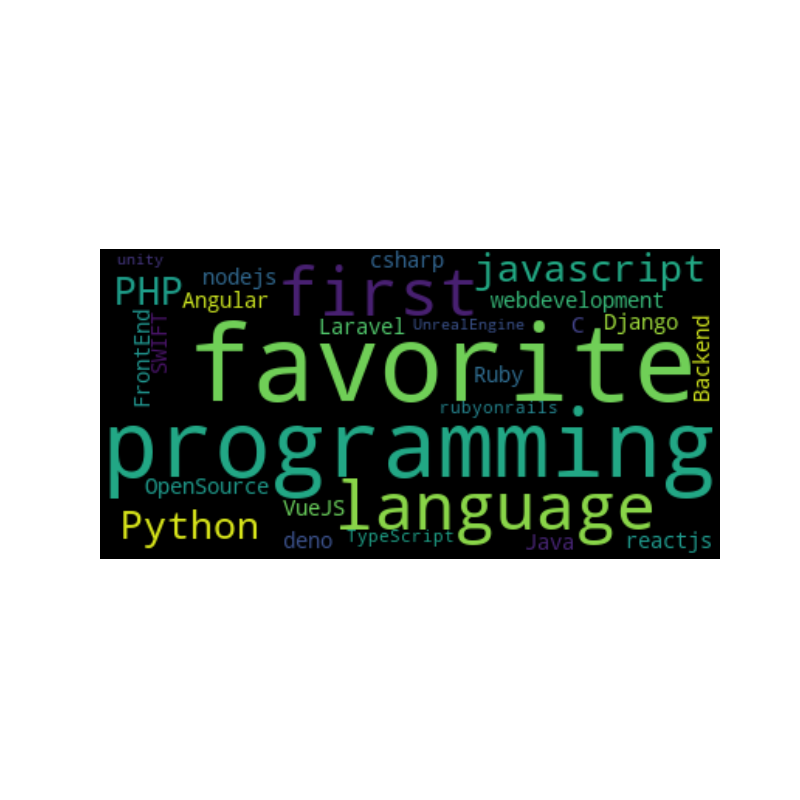 unity
csharp
javascript
nodejs
first
PHP
Angular
webdevelopment
Laravel
UnrealEngine
C
Django
FrontEnd
SWIFT
favorite
Backend
Ruby
rubyonrails
programming
OpenSource
VueJS
language
Python
deno
TypeScript
Java
reactjs